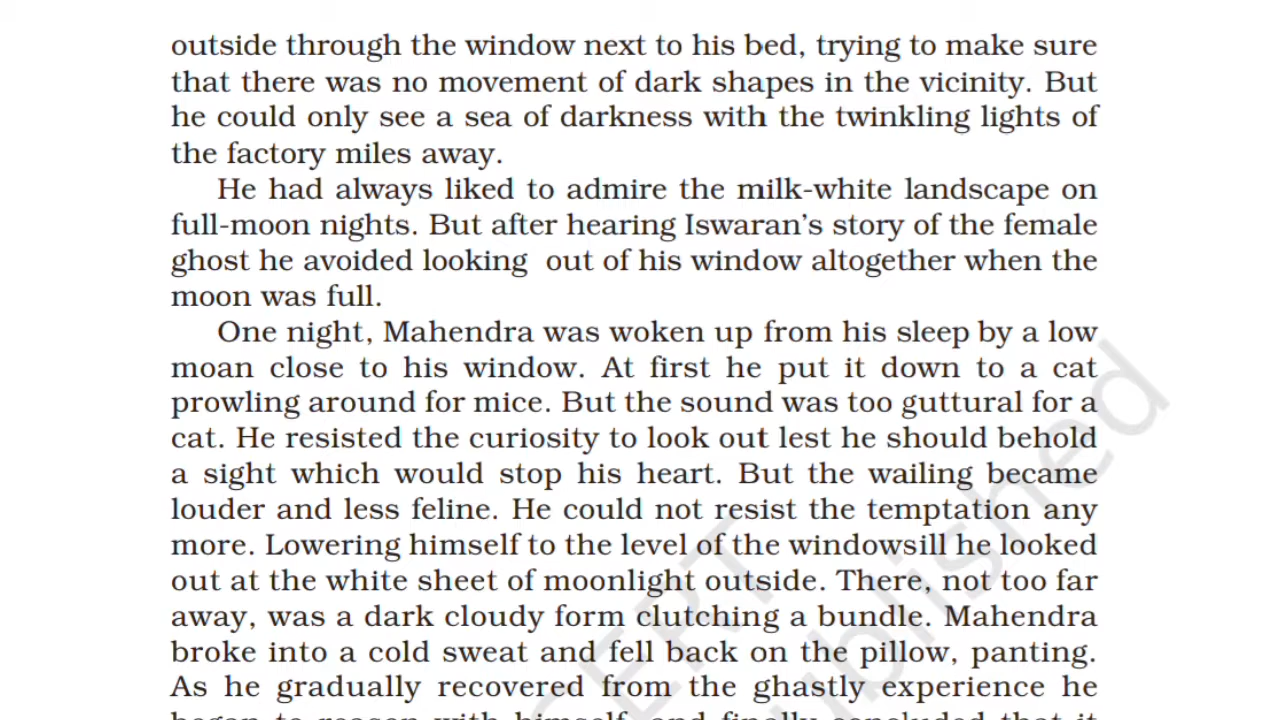 outside through the window next to his bed, trying to make sure
that there was no movement of dark shapes in the vicinity. But
he could only see a sea of darkness with the twinkling lights of
the factory miles away.
He had always liked to admire the milk-white landscape on
full-moon nights. But after hearing Iswaran’s story of the female
ghost he avoided looking out of his window altogether when the
moon was full.
One night, Mahendra was woken up from his sleep by a low
moan close to his window. At first he put it down to a cat
prowling around for mice. But the sound was too guttural for a
cat. He resisted the curiosity to look out lest he should behold
a sight which would stop his heart. But the wailing became
louder and less feline. He could not resist the temptation any
more. Lowering himself to the level of the windowsill he looked
out at the white sheet of moonlight outside. There, not too far
away, was a dark cloudy form clutching a bundle. Mahendra
broke into a cold sweat and fell back on the pillow, panting.
As he gradually recovered from the ghastly experience he
began to reason with himself, and finally concluded that it